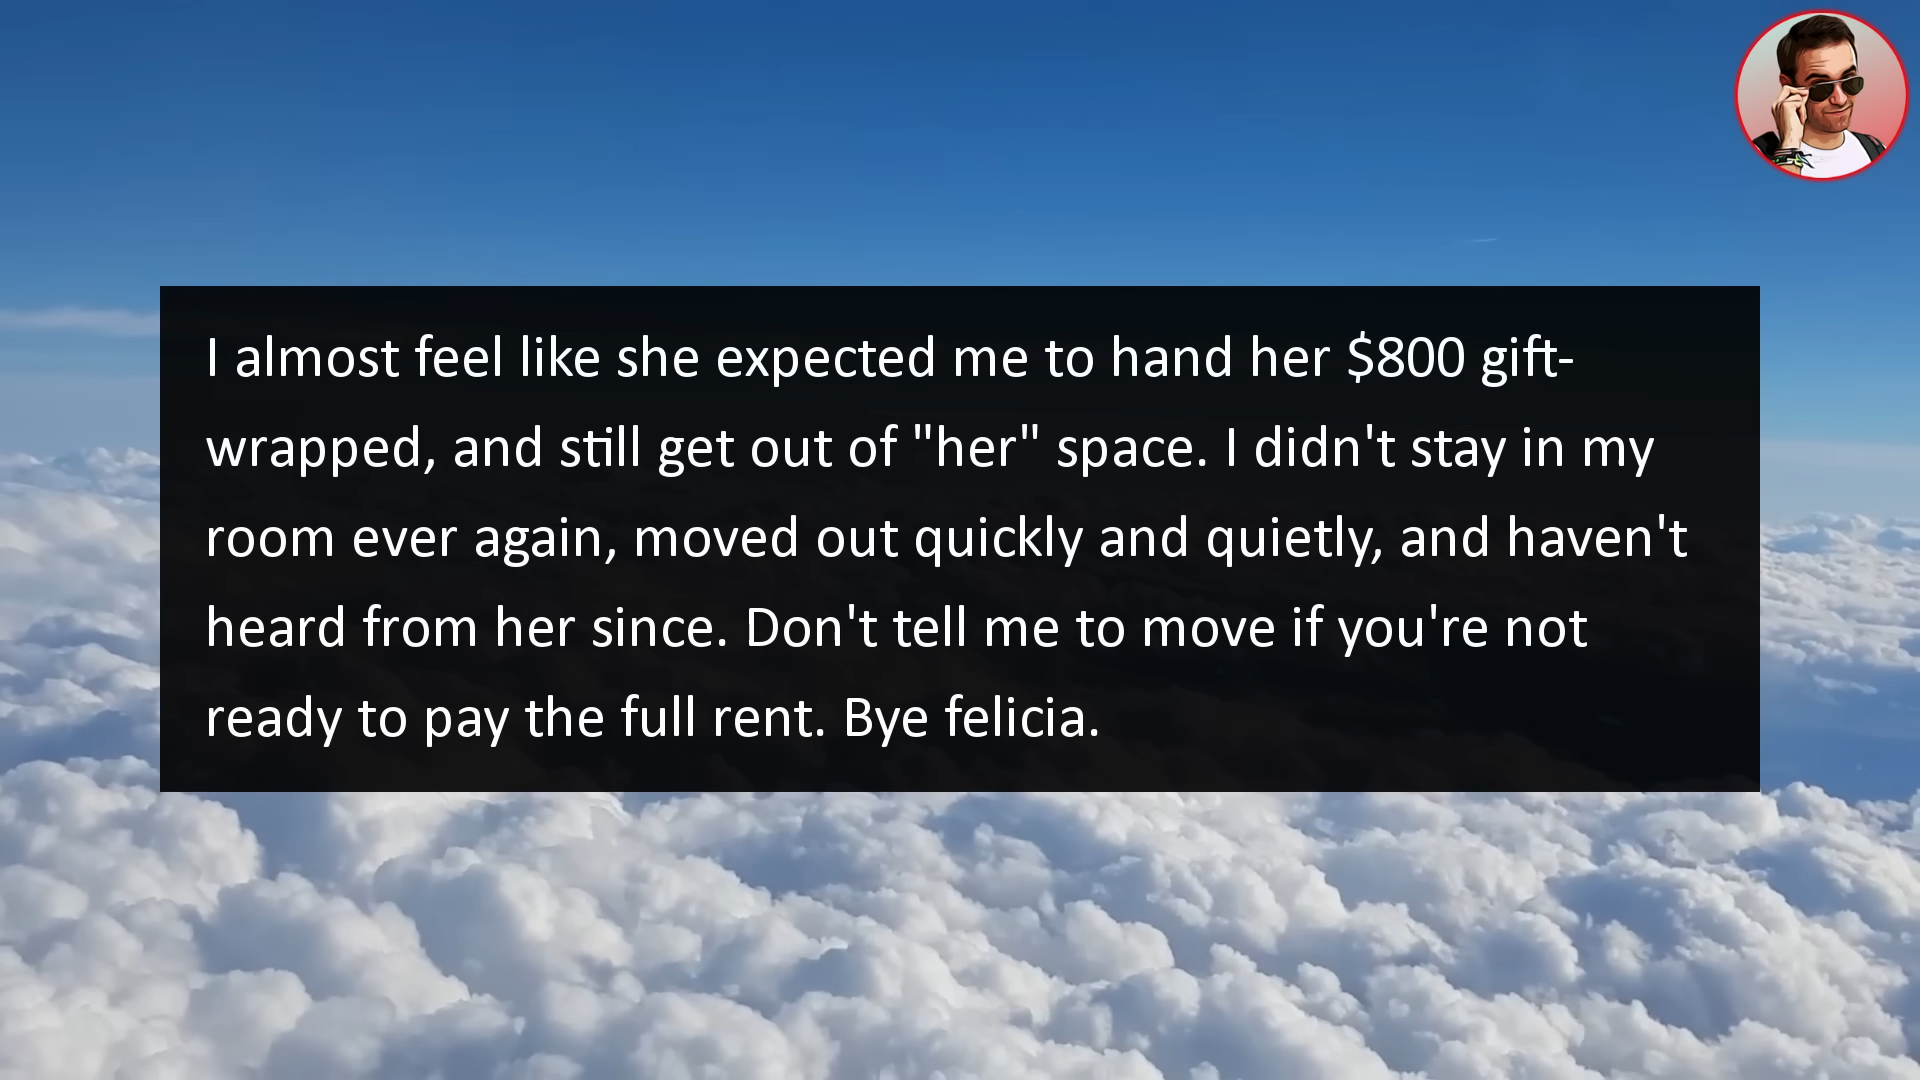 I almost feel like she expected me to hand her $800 gift-
wrapped, and still get out of "her" space. I didn't stay in my
room ever again, moved out quickly and quietly, and haven't
heard from her since. Don't tell me to move if you're not
ready to pay the full rent. Bye felicia.